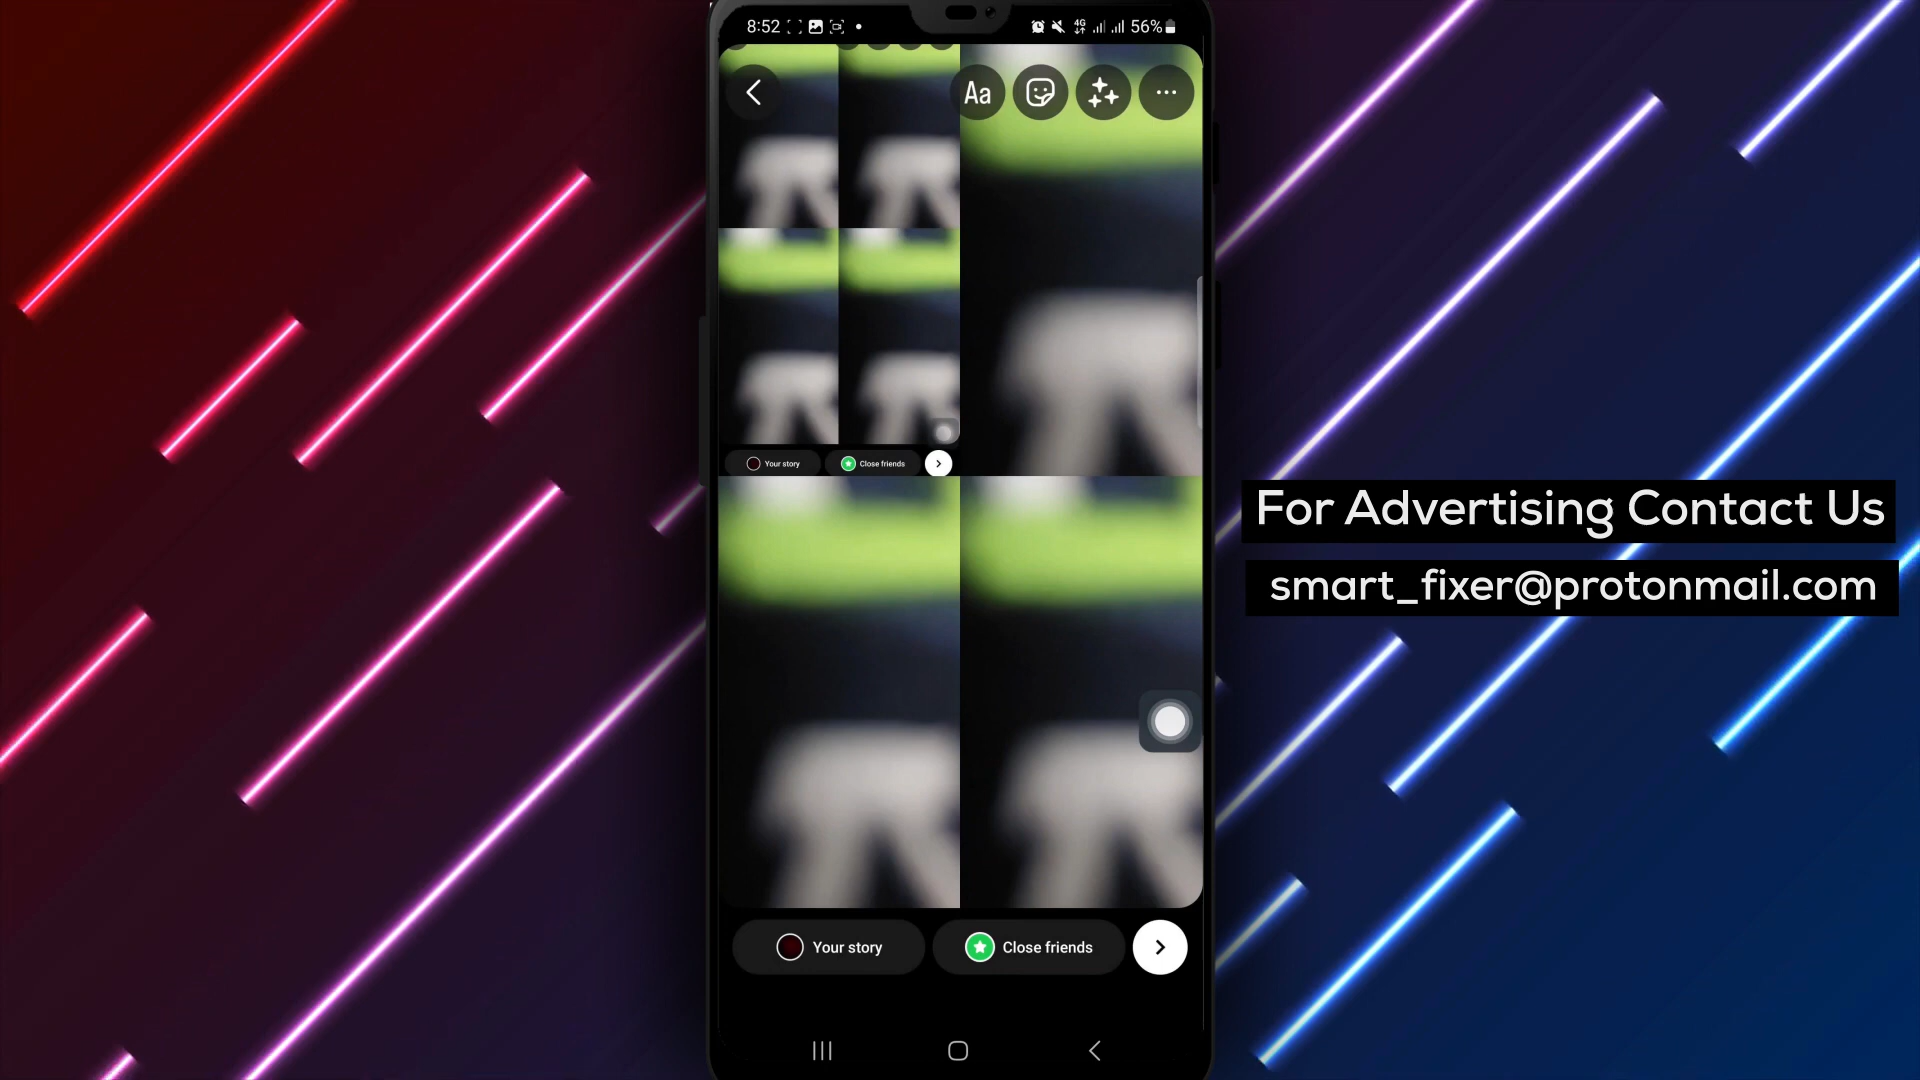 8:52
4G
56%
Aa
Your story
Close friends
Your story
Close friends
For Advertising Contact Us
smart_fixer@protonmail.com